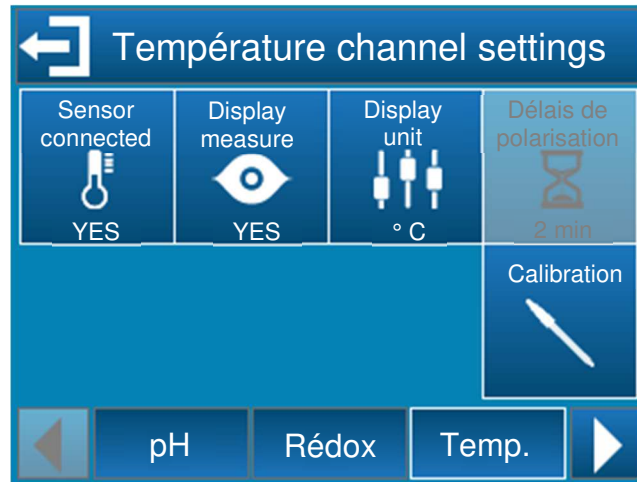 Température channel settings
Sensor
connected
YES
Display
measure
YES
Display
unit
° C
Délais de
polarisation
2 min
Calibration
pH
Rédox
Temp.